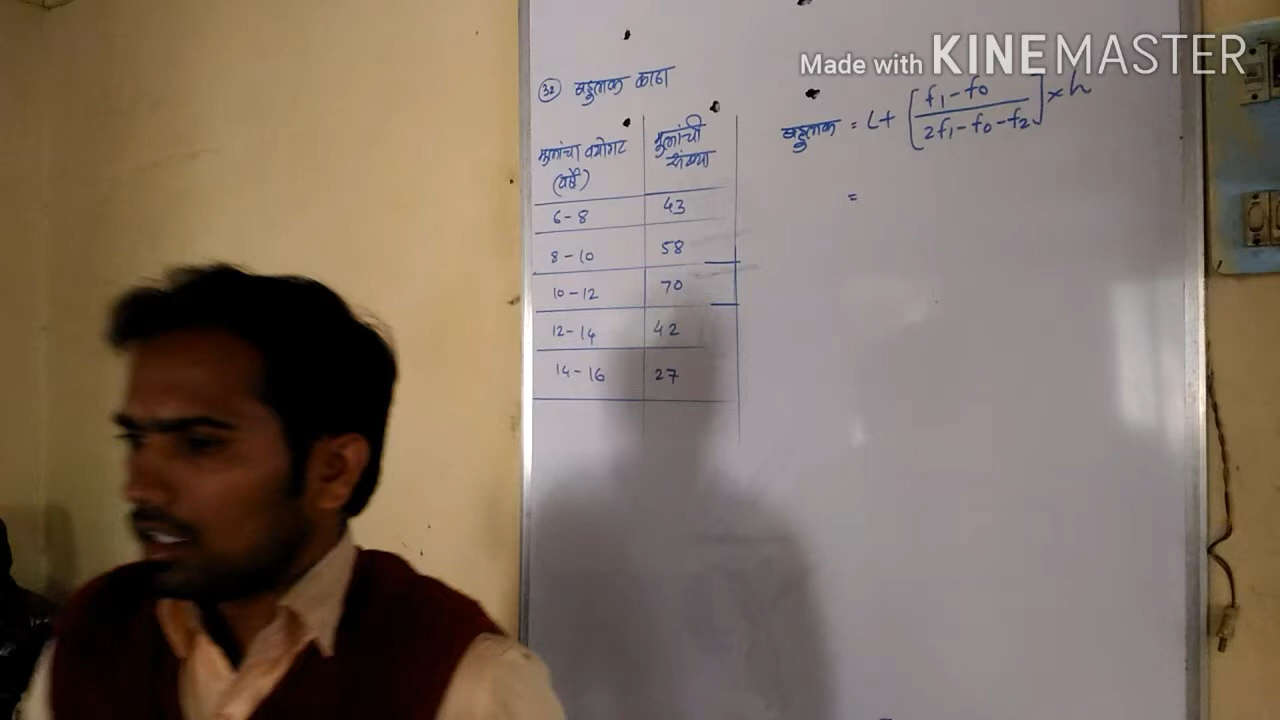 Made with KINEMASTER
(32) बहुलक काढा
मुलांचा वयोगट (वर्षे) | मुलांची संख्या
6-8 | 43
8-10 | 58
10-12 | 70
12-14 | 42
14-16 | 27
बहुलक = L+ [f₁-f₀ / 2f₁-f₀-f₂] × h
=